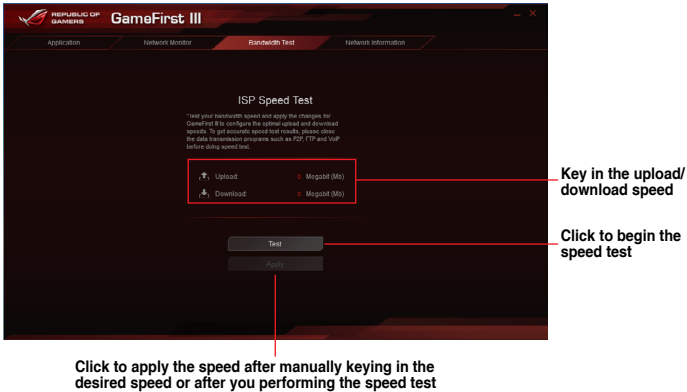 REPUBLIC OF
GAMERS
GameFirst III
Application
Network Monitor
Bandwidth Test
Network Information
ISP Speed Test
*Test your bandwidth speed and apply the changes for
GameFirst III to configure the optimal upload and download
speeds. To get accurate speed test results, please close
the data transmission programs such as P2P, FTP and VoIP
before doing speed test.
Upload: 0 Megabit (Mb)
Download: 0 Megabit (Mb)
Key in the upload/
download speed
Test
Click to begin the
speed test
Apply
Click to apply the speed after manually keying in the
desired speed or after you performing the speed test